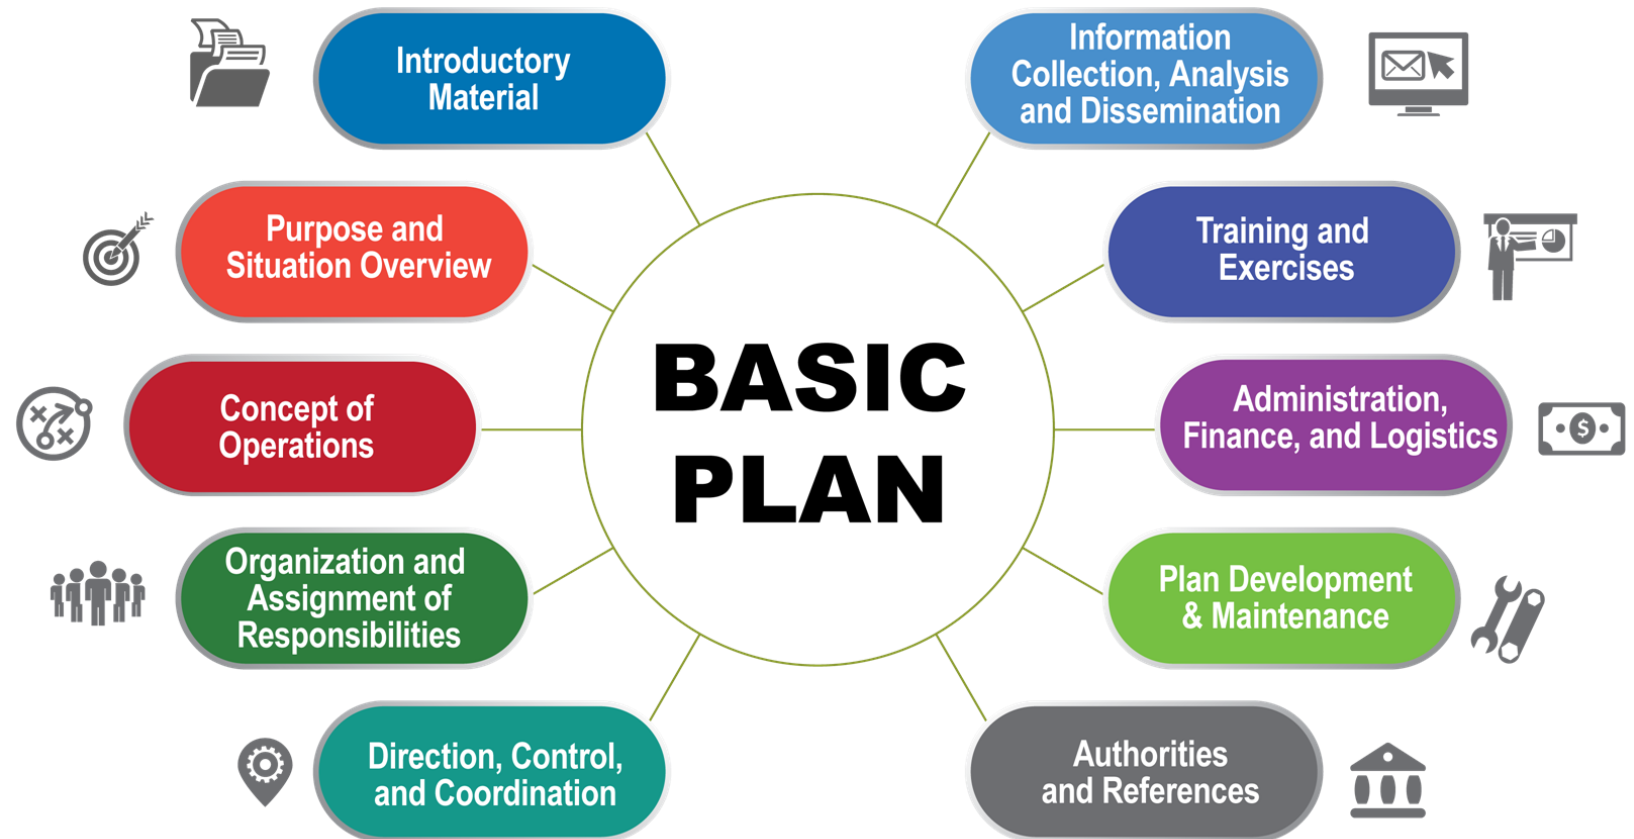 Introductory
Material
Purpose and
Situation Overview
Concept of
Operations
Organization and
Assignment of
Responsibilities
Direction, Control,
and Coordination
BASIC
PLAN
Information
Collection, Analysis
and Dissemination
Training and
Exercises
Administration,
Finance, and Logistics
$
Plan Development
& Maintenance
Authorities
and References